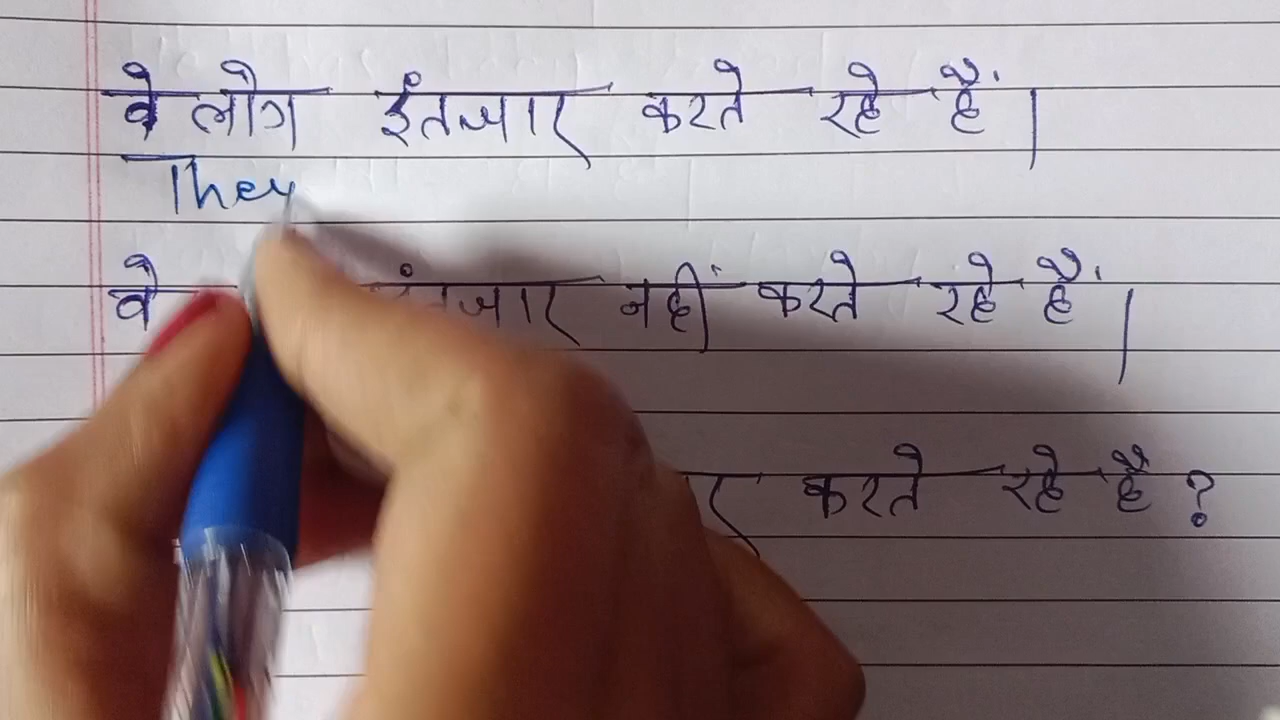 वे लोग इंतजार करते रहे हैं।
They
वे इंतजार नहीं करते रहे हैं।
करते रहे हैं ?